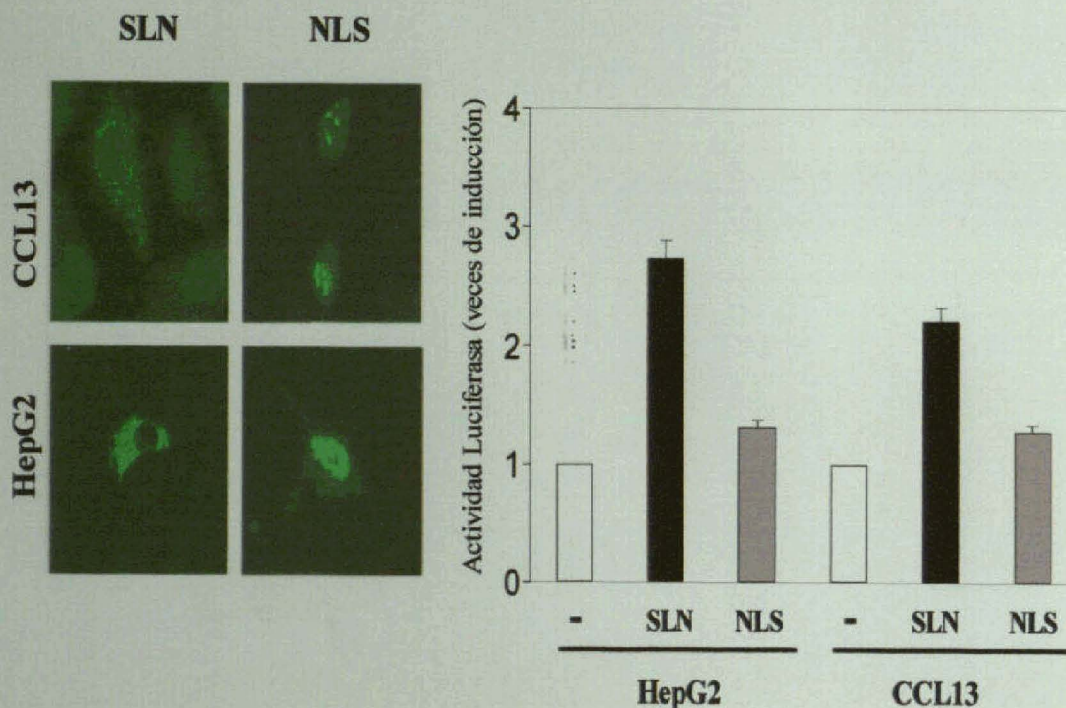 SLN NLS
CCL13
HepG2
Actividad Luciferasa (veces de inducción)
4
3
2
1
0
- SLN NLS - SLN NLS
HepG2 CCL13